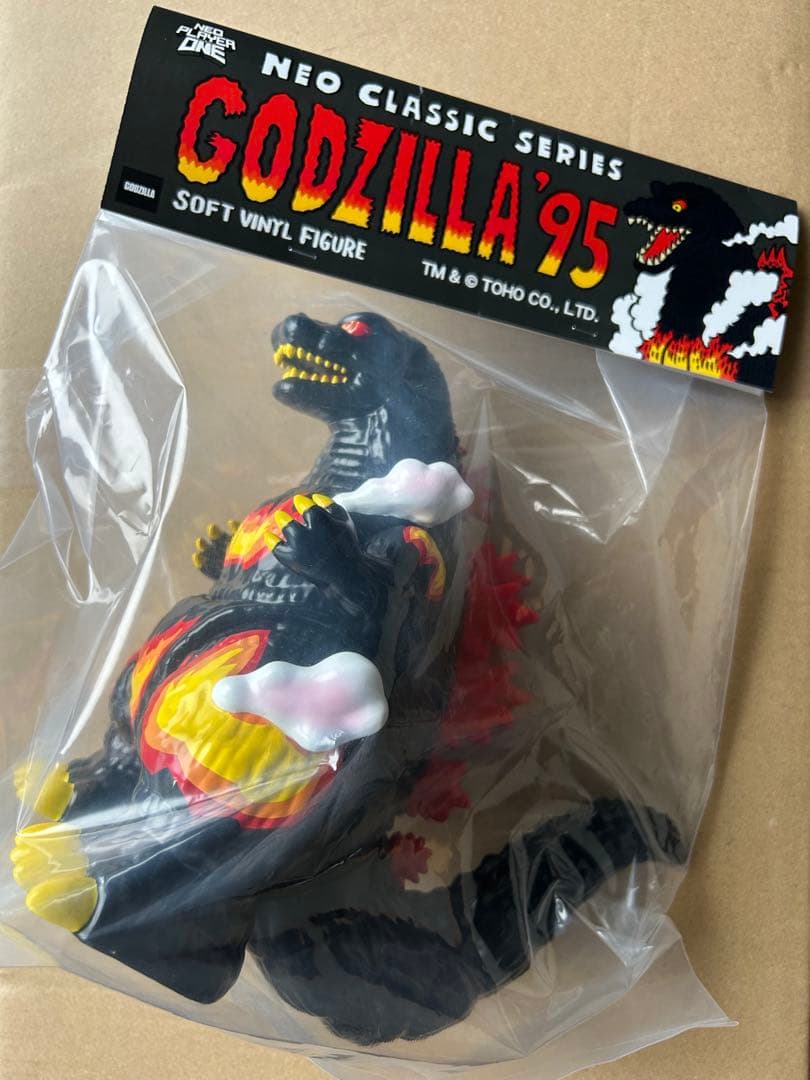 NEO
PLAYER
ONE
NEO CLASSIC SERIES
GODZILLA'95
GODZILLA
SOFT VINYL FIGURE
TM & © TOHO CO., LTD.